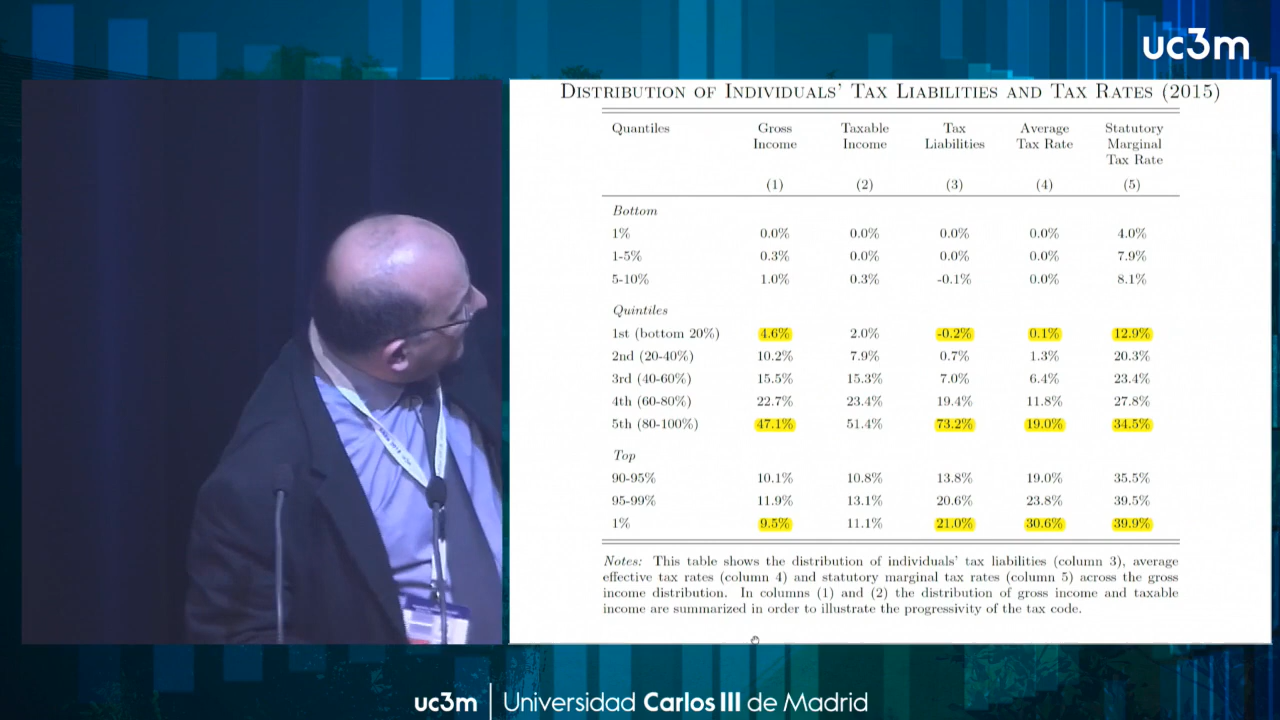 uc3m
DISTRIBUTION OF INDIVIDUALS' TAX LIABILITIES AND TAX RATES (2015)
Quantiles Gross Income Taxable Income Tax Liabilities Average Tax Rate Statutory Marginal Tax Rate
(1) (2) (3) (4) (5)
Bottom
1% 0.0% 0.0% 0.0% 0.0% 4.0%
1-5% 0.3% 0.0% 0.0% 0.0% 7.9%
5-10% 1.0% 0.3% -0.1% 0.0% 8.1%
Quintiles
1st (bottom 20%) 4.6% 2.0% -0.2% 0.1% 12.9%
2nd (20-40%) 10.2% 7.9% 0.7% 1.3% 20.3%
3rd (40-60%) 15.5% 15.3% 7.0% 6.4% 23.4%
4th (60-80%) 22.7% 23.4% 19.4% 11.8% 27.8%
5th (80-100%) 47.1% 51.4% 73.2% 19.0% 34.5%
Top
90-95% 10.1% 10.8% 13.8% 19.0% 35.5%
95-99% 11.9% 13.1% 20.6% 23.8% 39.5%
1% 9.5% 11.1% 21.0% 30.6% 39.9%
Notes: This table shows the distribution of individuals' tax liabilities (column 3), average
effective tax rates (column 4) and statutory marginal tax rates (column 5) across the gross
income distribution. In columns (1) and (2) the distribution of gross income and taxable
income are summarized in order to illustrate the progressivity of the tax code.
uc3m | Universidad Carlos III de Madrid